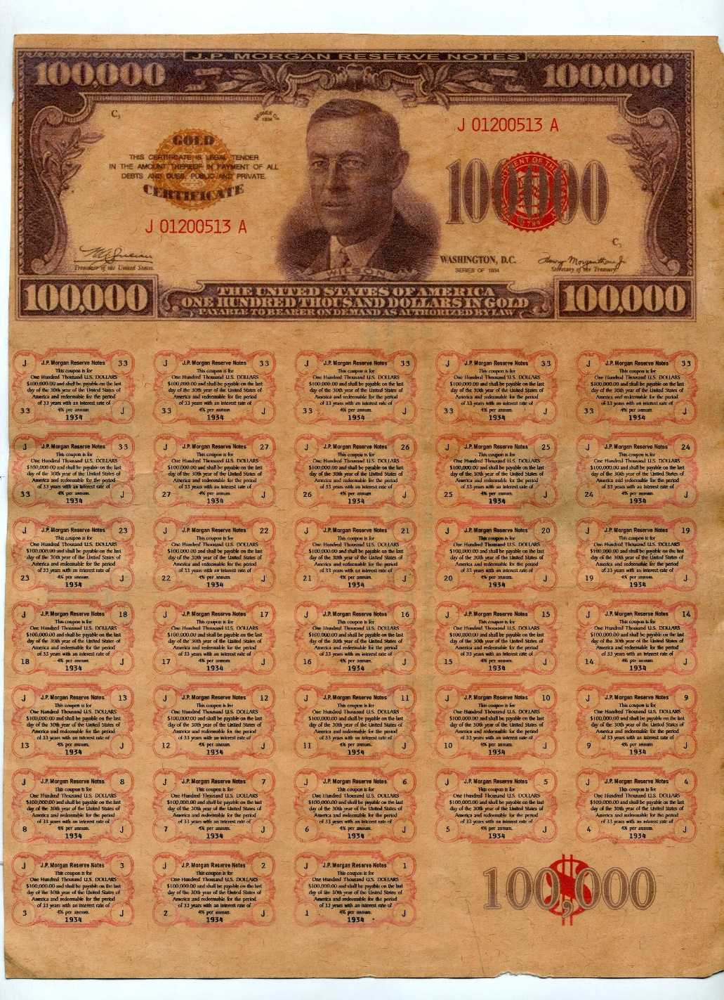 J.P. MORGAN RESERVE NOTES
100,000 100,000
C3 SERIES OF 1934 C3
J 01200513 A
GOLD
THIS CERTIFICATE IS LEGAL TENDER
IN THE AMOUNT THEREOF IN PAYMENT OF ALL
DEBTS AND DUES, PUBLIC AND PRIVATE.
CERTIFICATE
100,000
J 01200513 A
Treasurer of the United States.
WILSON
WASHINGTON, D.C.
SERIES OF 1934
Henry Morgenthau Jr
Secretary of the Treasury.
100,000 100,000
THE UNITED STATES OF AMERICA
ONE HUNDRED THOUSAND DOLLARS IN GOLD
PAYABLE TO BEARER ON DEMAND AS AUTHORIZED BY LAW
J J.P. Morgan Reserve Notes 33
This coupon is for
One Hundred Thousand U.S. DOLLARS
$100,000.00 and shall be payable on the last
day of the 30th year of the United States of
America and redeemable for the period
of 33 years with an interest rate of
33 4% per annum. J
1934
J J.P. Morgan Reserve Notes 33
This coupon is for
One Hundred Thousand U.S. DOLLARS
$100,000.00 and shall be payable on the last
day of the 30th year of the United States of
America and redeemable for the period
of 33 years with an interest rate of
33 4% per annum. J
1934
J J.P. Morgan Reserve Notes 33
This coupon is for
One Hundred Thousand U.S. DOLLARS
$100,000.00 and shall be payable on the last
day of the 30th year of the United States of
America and redeemable for the period
of 33 years with an interest rate of
33 4% per annum. J
1934
J J.P. Morgan Reserve Notes 33
This coupon is for
One Hundred Thousand U.S. DOLLARS
$100,000.00 and shall be payable on the last
day of the 30th year of the United States of
America and redeemable for the period
of 33 years with an interest rate of
33 4% per annum. J
1934
J J.P. Morgan Reserve Notes 33
This coupon is for
One Hundred Thousand U.S. DOLLARS
$100,000.00 and shall be payable on the last
day of the 30th year of the United States of
America and redeemable for the period
of 33 years with an interest rate of
33 4% per annum. J
1934
J J.P. Morgan Reserve Notes 33
This coupon is for
One Hundred Thousand U.S. DOLLARS
$100,000.00 and shall be payable on the last
day of the 30th year of the United States of
America and redeemable for the period
of 33 years with an interest rate of
33 4% per annum. J
1934
J J.P. Morgan Reserve Notes 27
This coupon is for
One Hundred Thousand U.S. DOLLARS
$100,000.00 and shall be payable on the last
day of the 30th year of the United States of
America and redeemable for the period
of 33 years with an interest rate of
27 4% per annum. J
1934
J J.P. Morgan Reserve Notes 26
This coupon is for
One Hundred Thousand U.S. DOLLARS
$100,000.00 and shall be payable on the last
day of the 30th year of the United States of
America and redeemable for the period
of 33 years with an interest rate of
26 4% per annum. J
1934
J J.P. Morgan Reserve Notes 25
This coupon is for
One Hundred Thousand U.S. DOLLARS
$100,000.00 and shall be payable on the last
day of the 30th year of the United States of
America and redeemable for the period
of 33 years with an interest rate of
25 4% per annum. J
1934
J J.P. Morgan Reserve Notes 24
This coupon is for
One Hundred Thousand U.S. DOLLARS
$100,000.00 and shall be payable on the last
day of the 30th year of the United States of
America and redeemable for the period
of 33 years with an interest rate of
24 4% per annum. J
1934
J J.P. Morgan Reserve Notes 23
This coupon is for
One Hundred Thousand U.S. DOLLARS
$100,000.00 and shall be payable on the last
day of the 30th year of the United States of
America and redeemable for the period
of 33 years with an interest rate of
23 4% per annum. J
1934
J J.P. Morgan Reserve Notes 22
This coupon is for
One Hundred Thousand U.S. DOLLARS
$100,000.00 and shall be payable on the last
day of the 30th year of the United States of
America and redeemable for the period
of 33 years with an interest rate of
22 4% per annum. J
1934
J J.P. Morgan Reserve Notes 21
This coupon is for
One Hundred Thousand U.S. DOLLARS
$100,000.00 and shall be payable on the last
day of the 30th year of the United States of
America and redeemable for the period
of 33 years with an interest rate of
21 4% per annum. J
1934
J J.P. Morgan Reserve Notes 20
This coupon is for
One Hundred Thousand U.S. DOLLARS
$100,000.00 and shall be payable on the last
day of the 30th year of the United States of
America and redeemable for the period
of 33 years with an interest rate of
20 4% per annum. J
1934
J J.P. Morgan Reserve Notes 19
This coupon is for
One Hundred Thousand U.S. DOLLARS
$100,000.00 and shall be payable on the last
day of the 30th year of the United States of
America and redeemable for the period
of 33 years with an interest rate of
19 4% per annum. J
1934
J J.P. Morgan Reserve Notes 18
This coupon is for
One Hundred Thousand U.S. DOLLARS
$100,000.00 and shall be payable on the last
day of the 30th year of the United States of
America and redeemable for the period
of 33 years with an interest rate of
18 4% per annum. J
1934
J J.P. Morgan Reserve Notes 17
This coupon is for
One Hundred Thousand U.S. DOLLARS
$100,000.00 and shall be payable on the last
day of the 30th year of the United States of
America and redeemable for the period
of 33 years with an interest rate of
17 4% per annum. J
1934
J J.P. Morgan Reserve Notes 16
This coupon is for
One Hundred Thousand U.S. DOLLARS
$100,000.00 and shall be payable on the last
day of the 30th year of the United States of
America and redeemable for the period
of 33 years with an interest rate of
16 4% per annum. J
1934
J J.P. Morgan Reserve Notes 15
This coupon is for
One Hundred Thousand U.S. DOLLARS
$100,000.00 and shall be payable on the last
day of the 30th year of the United States of
America and redeemable for the period
of 33 years with an interest rate of
15 4% per annum. J
1934
J J.P. Morgan Reserve Notes 14
This coupon is for
One Hundred Thousand U.S. DOLLARS
$100,000.00 and shall be payable on the last
day of the 30th year of the United States of
America and redeemable for the period
of 33 years with an interest rate of
14 4% per annum. J
1934
J J.P. Morgan Reserve Notes 13
This coupon is for
One Hundred Thousand U.S. DOLLARS
$100,000.00 and shall be payable on the last
day of the 30th year of the United States of
America and redeemable for the period
of 33 years with an interest rate of
13 4% per annum. J
1934
J J.P. Morgan Reserve Notes 12
This coupon is for
One Hundred Thousand U.S. DOLLARS
$100,000.00 and shall be payable on the last
day of the 30th year of the United States of
America and redeemable for the period
of 33 years with an interest rate of
12 4% per annum. J
1934
J J.P. Morgan Reserve Notes 11
This coupon is for
One Hundred Thousand U.S. DOLLARS
$100,000.00 and shall be payable on the last
day of the 30th year of the United States of
America and redeemable for the period
of 33 years with an interest rate of
11 4% per annum. J
1934
J J.P. Morgan Reserve Notes 10
This coupon is for
One Hundred Thousand U.S. DOLLARS
$100,000.00 and shall be payable on the last
day of the 30th year of the United States of
America and redeemable for the period
of 33 years with an interest rate of
10 4% per annum. J
1934
J J.P. Morgan Reserve Notes 9
This coupon is for
One Hundred Thousand U.S. DOLLARS
$100,000.00 and shall be payable on the last
day of the 30th year of the United States of
America and redeemable for the period
of 33 years with an interest rate of
9 4% per annum. J
1934
J J.P. Morgan Reserve Notes 8
This coupon is for
One Hundred Thousand U.S. DOLLARS
$100,000.00 and shall be payable on the last
day of the 30th year of the United States of
America and redeemable for the period
of 33 years with an interest rate of
8 4% per annum. J
1934
J J.P. Morgan Reserve Notes 7
This coupon is for
One Hundred Thousand U.S. DOLLARS
$100,000.00 and shall be payable on the last
day of the 30th year of the United States of
America and redeemable for the period
of 33 years with an interest rate of
7 4% per annum. J
1934
J J.P. Morgan Reserve Notes 6
This coupon is for
One Hundred Thousand U.S. DOLLARS
$100,000.00 and shall be payable on the last
day of the 30th year of the United States of
America and redeemable for the period
of 33 years with an interest rate of
6 4% per annum. J
1934
J J.P. Morgan Reserve Notes 5
This coupon is for
One Hundred Thousand U.S. DOLLARS
$100,000.00 and shall be payable on the last
day of the 30th year of the United States of
America and redeemable for the period
of 33 years with an interest rate of
5 4% per annum. J
1934
J J.P. Morgan Reserve Notes 4
This coupon is for
One Hundred Thousand U.S. DOLLARS
$100,000.00 and shall be payable on the last
day of the 30th year of the United States of
America and redeemable for the period
of 33 years with an interest rate of
4 4% per annum. J
1934
J J.P. Morgan Reserve Notes 3
This coupon is for
One Hundred Thousand U.S. DOLLARS
$100,000.00 and shall be payable on the last
day of the 30th year of the United States of
America and redeemable for the period
of 33 years with an interest rate of
3 4% per annum. J
1934
J J.P. Morgan Reserve Notes 2
This coupon is for
One Hundred Thousand U.S. DOLLARS
$100,000.00 and shall be payable on the last
day of the 30th year of the United States of
America and redeemable for the period
of 33 years with an interest rate of
2 4% per annum. J
1934
J J.P. Morgan Reserve Notes 1
This coupon is for
One Hundred Thousand U.S. DOLLARS
$100,000.00 and shall be payable on the last
day of the 30th year of the United States of
America and redeemable for the period
of 33 years with an interest rate of
1 4% per annum. J
1934
100,000
$